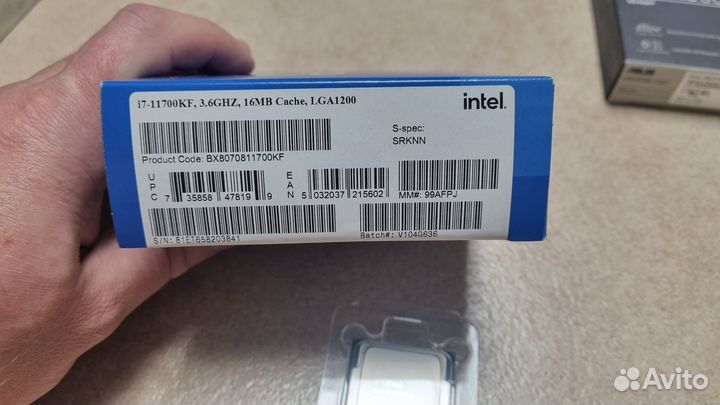 i7-11700KF, 3.6GHZ, 16MB Cache, LGA1200
intel.
S-spec:
SRKNN
Product Code: BX8070811700KF
UPC
7 35858 47819 9
EAN
5 032037 215602
MM#: 99AFPJ
S/N: 81ET658203841
Batch#: V104G636
Avito